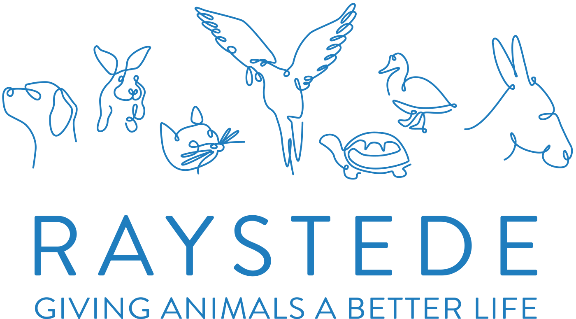 RAYSTEDE
GIVING ANIMALS A BETTER LIFE